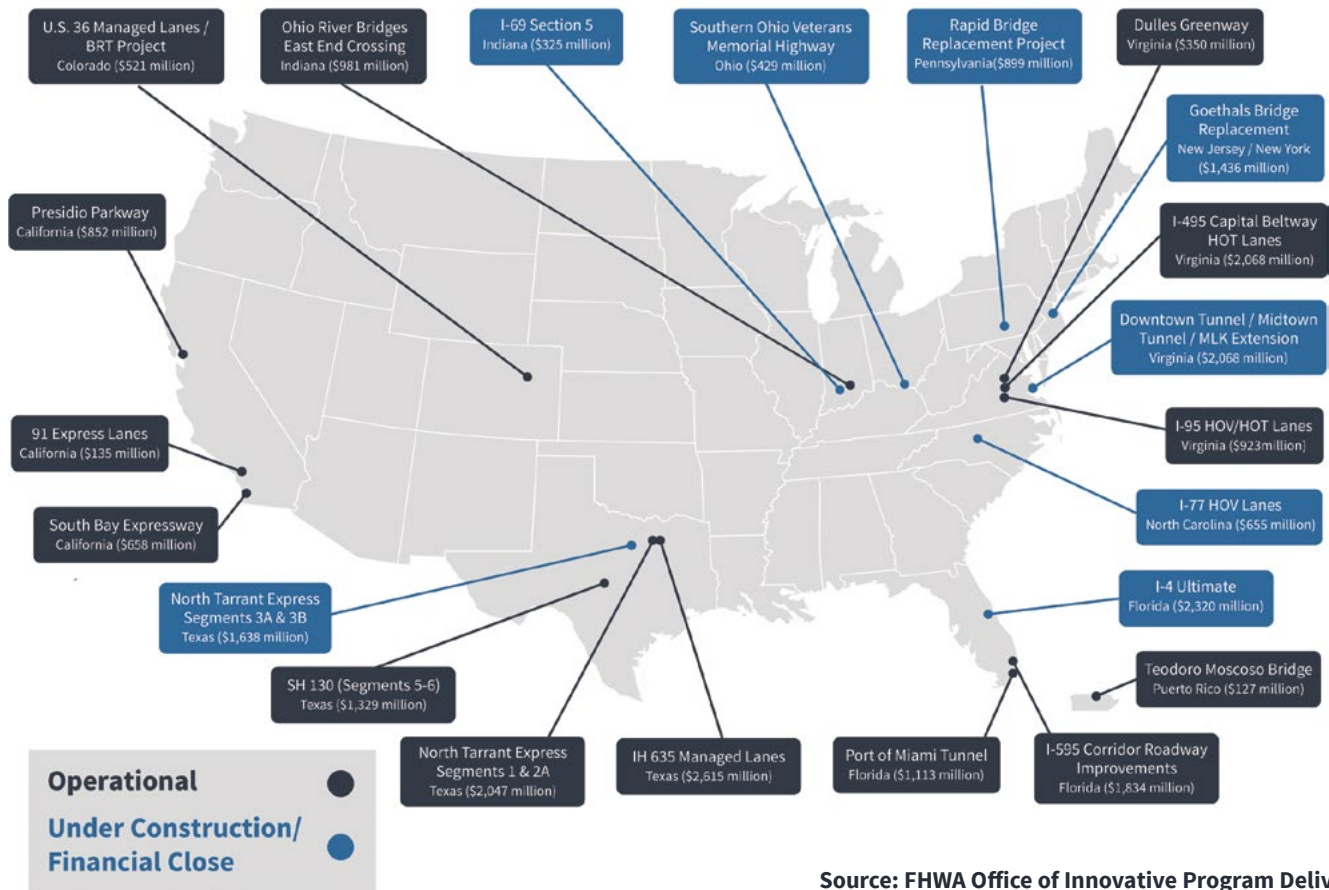 U.S. 36 Managed Lanes /
BRT Project
Colorado ($521 million)
Ohio River Bridges
East End Crossing
Indiana ($981 million)
I-69 Section 5
Indiana ($325 million)
Southern Ohio Veterans
Memorial Highway
Ohio ($429 million)
Rapid Bridge
Replacement Project
Pennsylvania($899 million)
Dulles Greenway
Virginia ($350 million)
Goethals Bridge
Replacement
New Jersey / New York
($1,436 million)
Presidio Parkway
California ($852 million)
I-495 Capital Beltway
HOT Lanes
Virginia ($2,068 million)
Downtown Tunnel / Midtown
Tunnel / MLK Extension
Virginia ($2,068 million)
91 Express Lanes
California ($135 million)
I-95 HOV/HOT Lanes
Virginia ($923million)
South Bay Expressway
California ($658 million)
I-77 HOV Lanes
North Carolina ($655 million)
North Tarrant Express
Segments 3A & 3B
Texas ($1,638 million)
I-4 Ultimate
Florida ($2,320 million)
SH 130 (Segments 5-6)
Texas ($1,329 million)
Teodoro Moscoso Bridge
Puerto Rico ($127 million)
North Tarrant Express
Segments 1 & 2A
Texas ($2,047 million)
IH 635 Managed Lanes
Texas ($2,615 million)
Port of Miami Tunnel
Florida ($1,113 million)
I-595 Corridor Roadway
Improvements
Florida ($1,834 million)
Operational
Under Construction/
Financial Close
Source: FHWA Office of Innovative Program Deliv